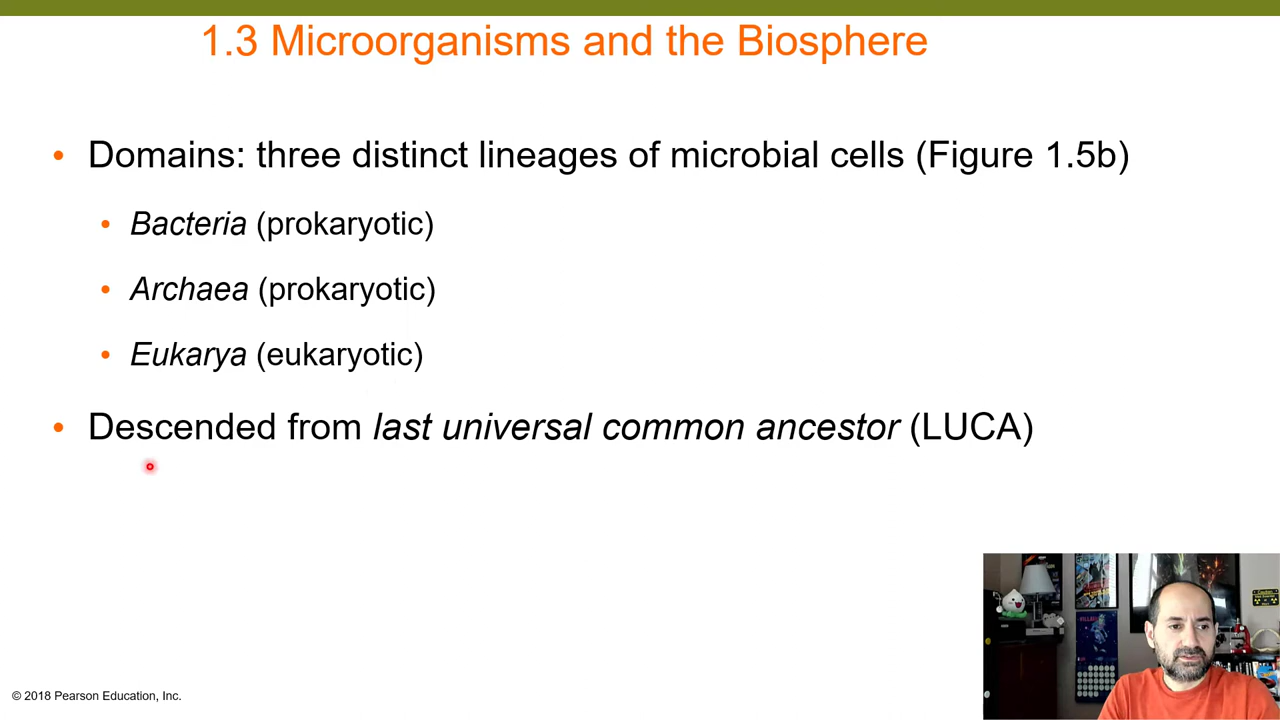 1.3 Microorganisms and the Biosphere
• Domains: three distinct lineages of microbial cells (Figure 1.5b)
• Bacteria (prokaryotic)
• Archaea (prokaryotic)
• Eukarya (eukaryotic)
• Descended from last universal common ancestor (LUCA)
© 2018 Pearson Education, Inc.